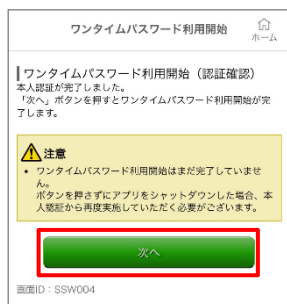 ワンタイムパスワード利用開始
ホーム
ワンタイムパスワード利用開始（認証確認）
本人認証が完了しました。
「次へ」ボタンを押すとワンタイムパスワード利用開始が完
了します。
注意
• ワンタイムパスワード利用開始はまだ完了していませ
ん。
ボタンを押さずにアプリをシャットダウンした場合、本
人認証から再度実施していただく必要がございます。
次へ
画面ID：SSW004